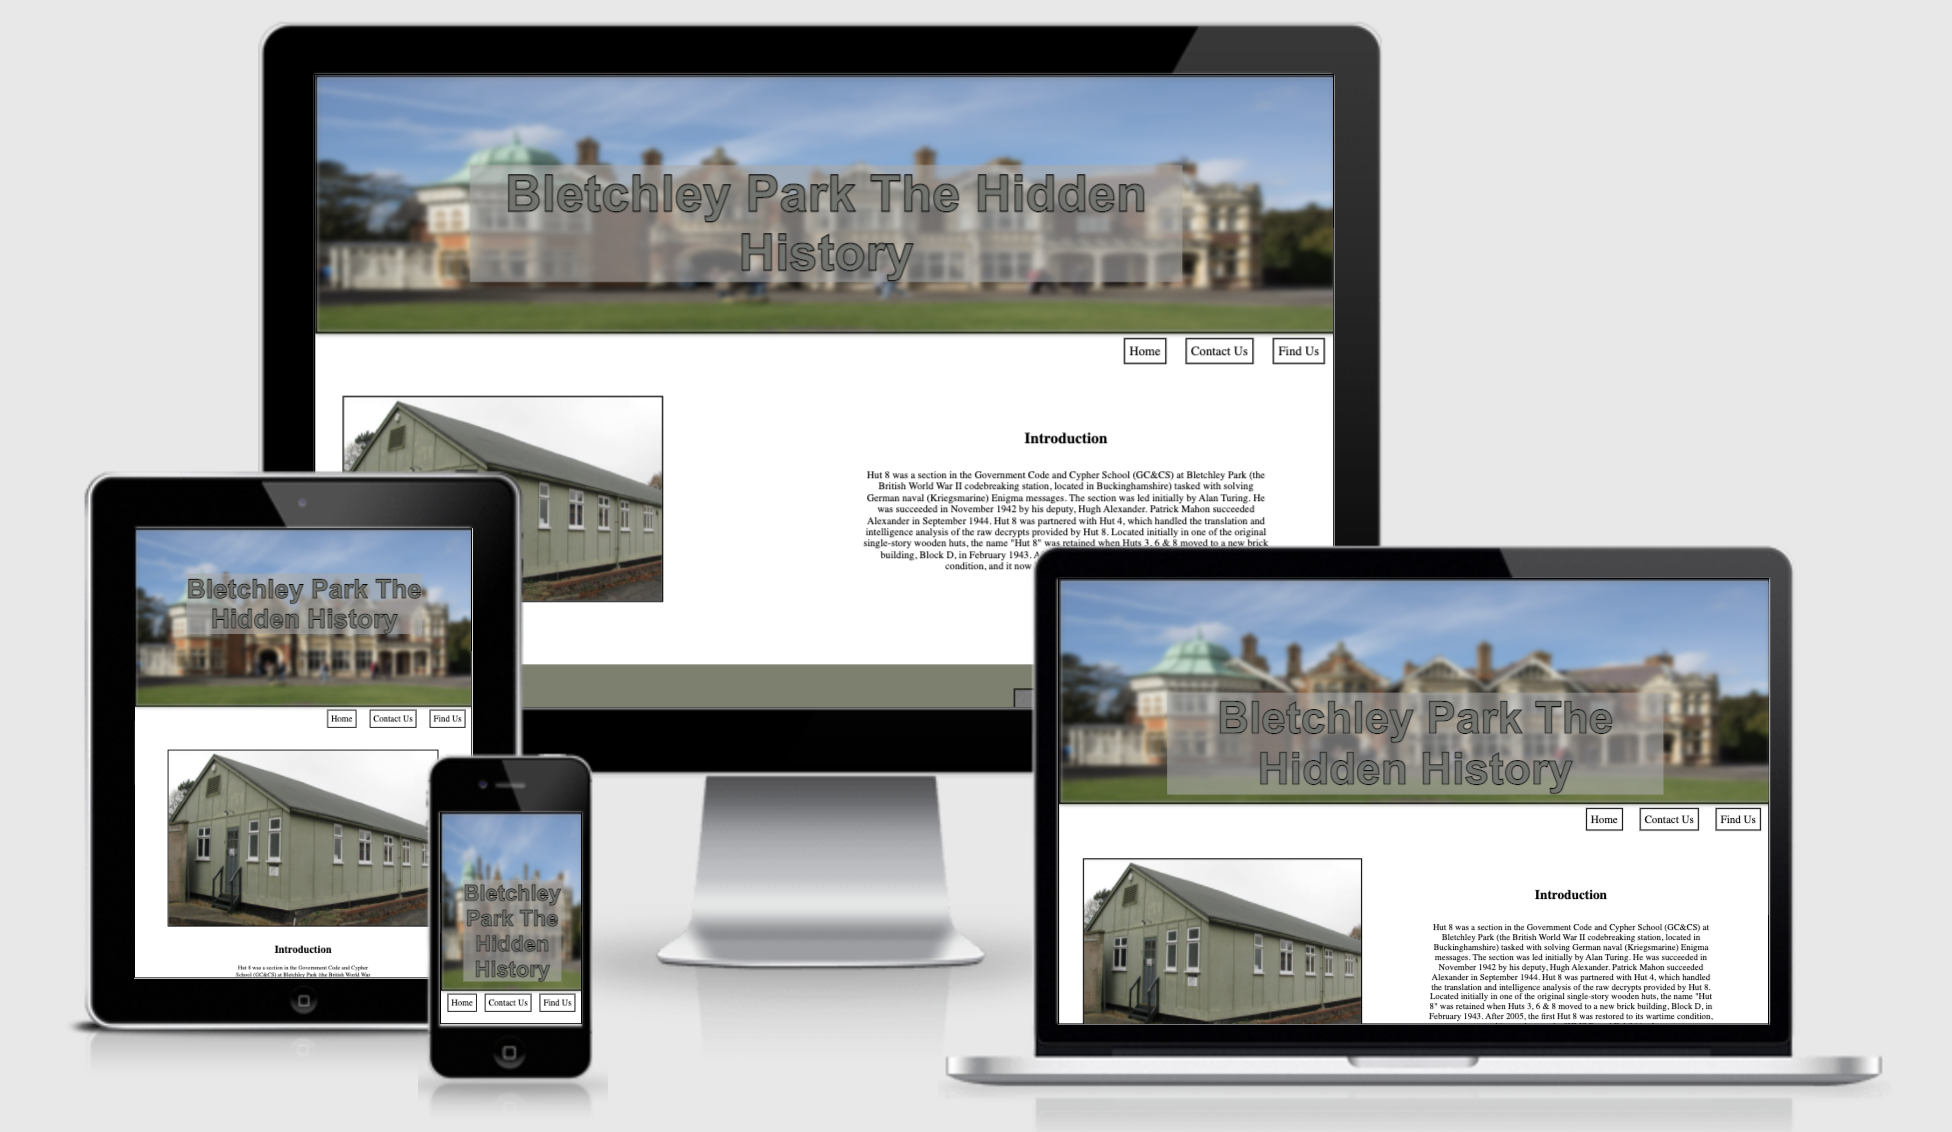 Bletchley Park The Hidden
History
Home Contact Us Find Us
Introduction
Hut 8 was a section in the Government Code and Cypher School (GC&CS) at Bletchley Park (the
British World War II codebreaking station, located in Buckinghamshire) tasked with solving
German naval (Kriegsmarine) Enigma messages. The section was led initially by Alan Turing. He
was succeeded in November 1942 by his deputy, Hugh Alexander. Patrick Mahon succeeded
Alexander in September 1944. Hut 8 was partnered with Hut 4, which handled the translation and
intelligence analysis of the raw decrypts provided by Hut 8. Located initially in one of the original
single-story wooden huts, the name "Hut 8" was retained when Huts 3, 6 & 8 moved to a new brick
building, Block D, in February 1943.
condition, and it now
Bletchley Park The
Hidden History
Home Contact Us Find Us
Introduction
Hut 8 was a section in the Government Code and Cypher
School (GC&CS) at Bletchley Park (the British World War
Bletchley
Park The
Hidden
History
Home Contact Us Find Us
Bletchley Park The
Hidden History
Home Contact Us Find Us
Introduction
Hut 8 was a section in the Government Code and Cypher School (GC&CS) at
Bletchley Park (the British World War II codebreaking station, located in
Buckinghamshire) tasked with solving German naval (Kriegsmarine) Enigma
messages. The section was led initially by Alan Turing. He was succeeded in
November 1942 by his deputy, Hugh Alexander. Patrick Mahon succeeded
Alexander in September 1944. Hut 8 was partnered with Hut 4, which handled
the translation and intelligence analysis of the raw decrypts provided by Hut 8.
Located initially in one of the original single-story wooden huts, the name "Hut
8" was retained when Huts 3, 6 & 8 moved to a new brick building, Block D, in
February 1943. After 2005, the first Hut 8 was restored to its wartime condition,